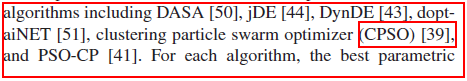 algorithms including DASA [50], jDE [44], DynDE [43], dopt-
aiNET [51], clustering particle swarm optimizer (CPSO) [39],
and PSO-CP [41]. For each algorithm, the best parametric